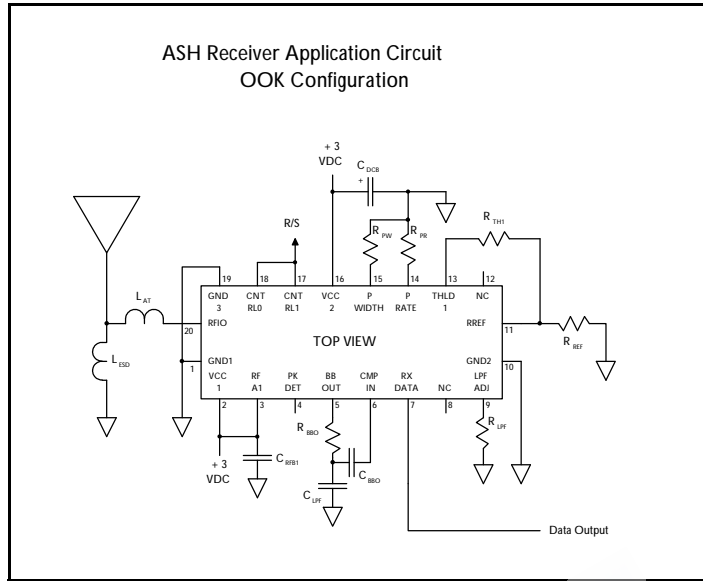 ASH Receiver Application Circuit
OOK Configuration
+ 3
VDC
C DCB
+
R/S
R PW
R PR
R TH1
19
18
17
16
15
14
13
12
GND
3
CNT
RL0
CNT
RL1
VCC
2
P
WIDTH
P
RATE
THLD
1
NC
L AT
20
RFIO
RREF
11
R REF
TOP VIEW
L ESD
1
GND1
GND2
10
VCC
1
RF
A1
PK
DET
BB
OUT
CMP
IN
RX
DATA
NC
LPF
ADJ
2
3
4
5
6
7
8
9
R BBO
R LPF
+ 3
VDC
C RFB1
C BBO
C LPF
Data Output